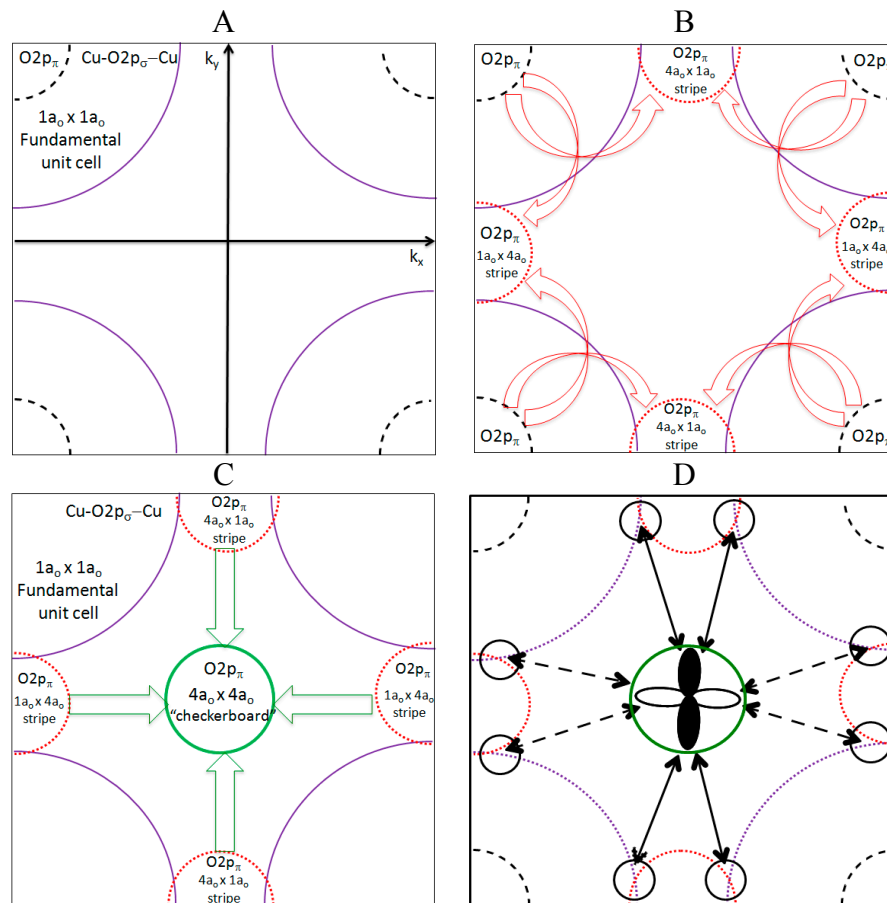 A
B
O2pπ Cu-O2pσ−Cu
ky
1ao x 1ao
Fundamental
unit cell
kx
O2pπ
4ao x 1ao
stripe
O2pπ
O2p
O2pπ
1ao x 4ao
stripe
O2pπ
1ao x 4ao
stripe
O2pπ
4ao x 1ao
stripe
O2pπ
O2pπ
C
D
Cu-O2pσ−Cu
O2pπ
4ao x 1ao
stripe
1ao x 1ao
Fundamental
unit cell
O2pπ
1ao x 4ao
stripe
O2pπ
4ao x 4ao
“checkerboard”
O2pπ
1ao x 4ao
stripe
O2pπ
4ao x 1ao
stripe